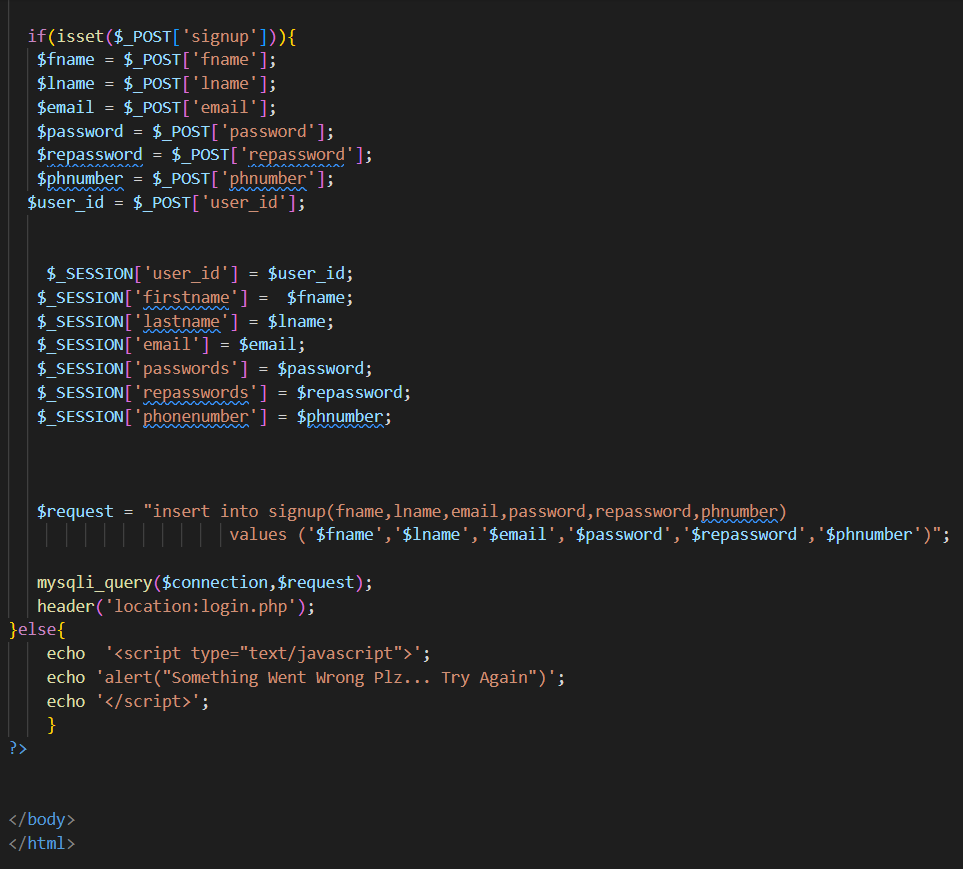 if(isset($_POST['signup'])){
$fname = $_POST['fname'];
$lname = $_POST['lname'];
$email = $_POST['email'];
$password = $_POST['password'];
$repassword = $_POST['repassword'];
$phnumber = $_POST['phnumber'];
$user_id = $_POST['user_id'];
$_SESSION['user_id'] = $user_id;
$_SESSION['firstname'] =  $fname;
$_SESSION['lastname'] = $lname;
$_SESSION['email'] = $email;
$_SESSION['passwords'] = $password;
$_SESSION['repasswords'] = $repassword;
$_SESSION['phonenumber'] = $phnumber;
$request = "insert into signup(fname,lname,email,password,repassword,phnumber)
values ('$fname','$lname','$email','$password','$repassword','$phnumber')";
mysqli_query($connection,$request);
header('location:login.php');
}else{
echo  '<script type="text/javascript">';
echo 'alert("Something Went Wrong Plz... Try Again")';
echo '</script>';
}
?>
</body>
</html>